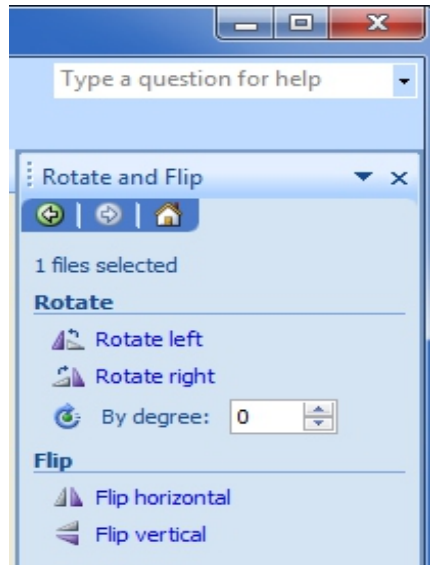 Type a question for help
Rotate and Flip
1 files selected
Rotate
Rotate left
Rotate right
By degree: 0
Flip
Flip horizontal
Flip vertical